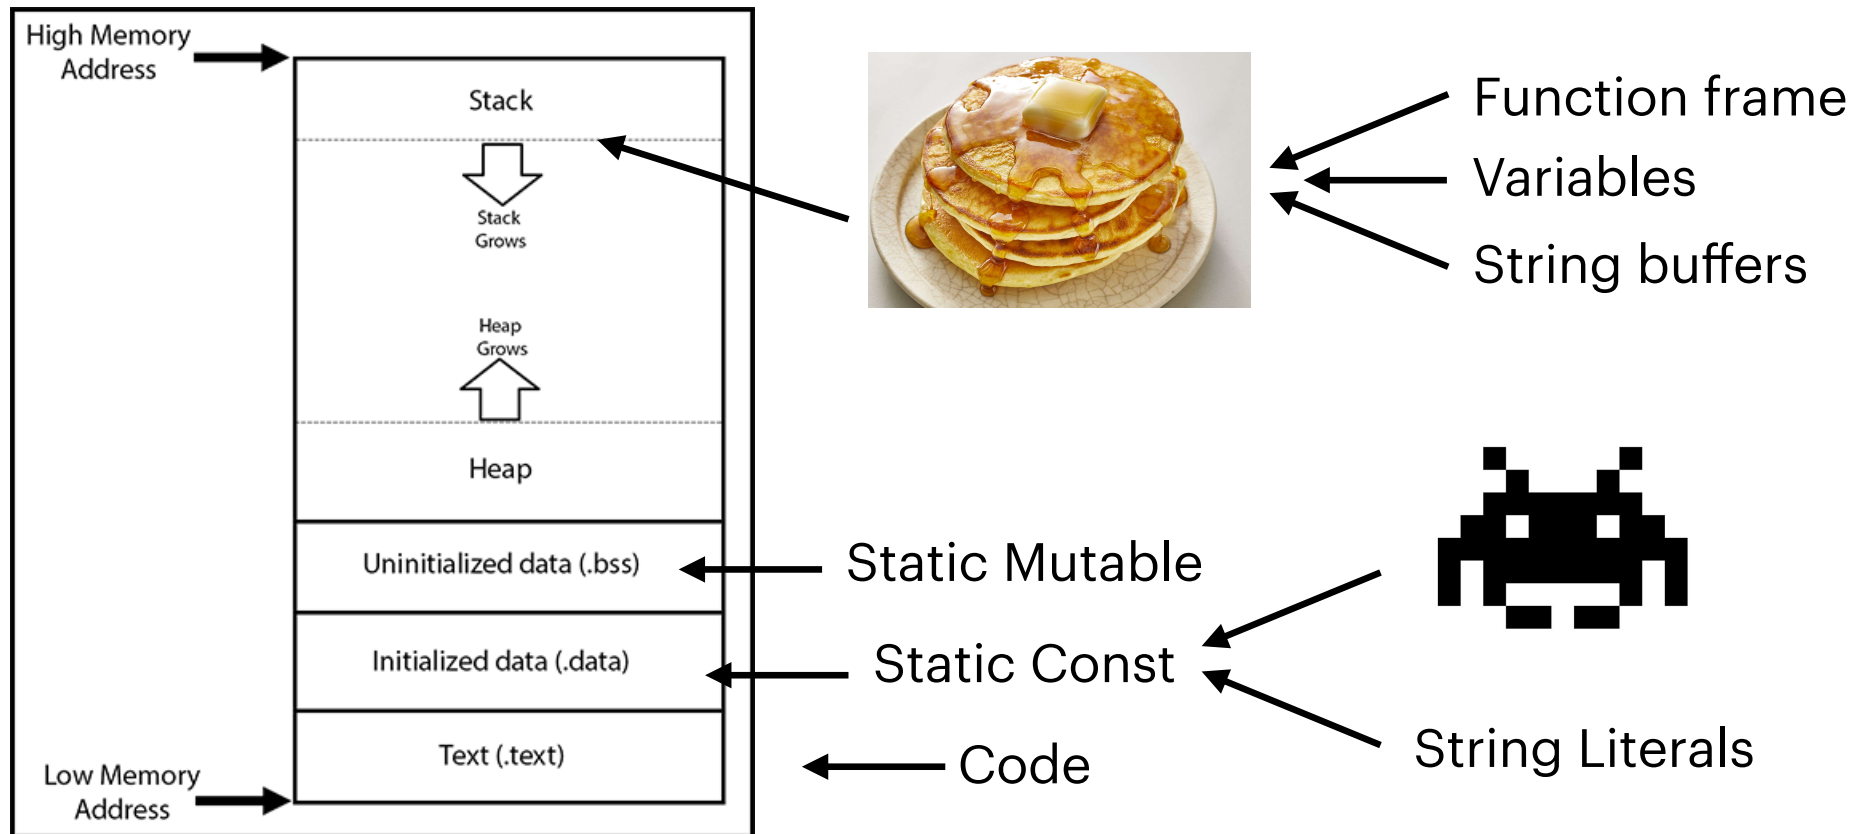 High Memory
Address
Stack
Stack
Grows
Heap
Grows
Heap
Uninitialized data (.bss)
Initialized data (.data)
Text (.text)
Low Memory
Address
Function frame
Variables
String buffers
Static Mutable
Static Const
String Literals
Code